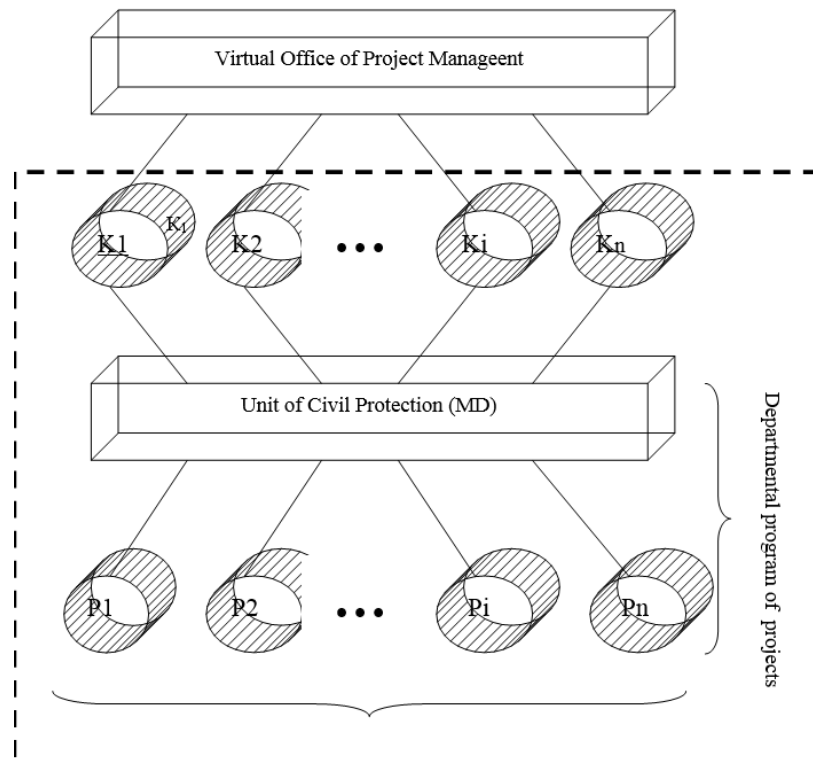 Virtual Office of Project Manageent
K1 K₁ K2 ••• Ki Kn
Unit of Civil Protection (MD)
P1 P2 ••• Pi Pn
Departmental program of projects